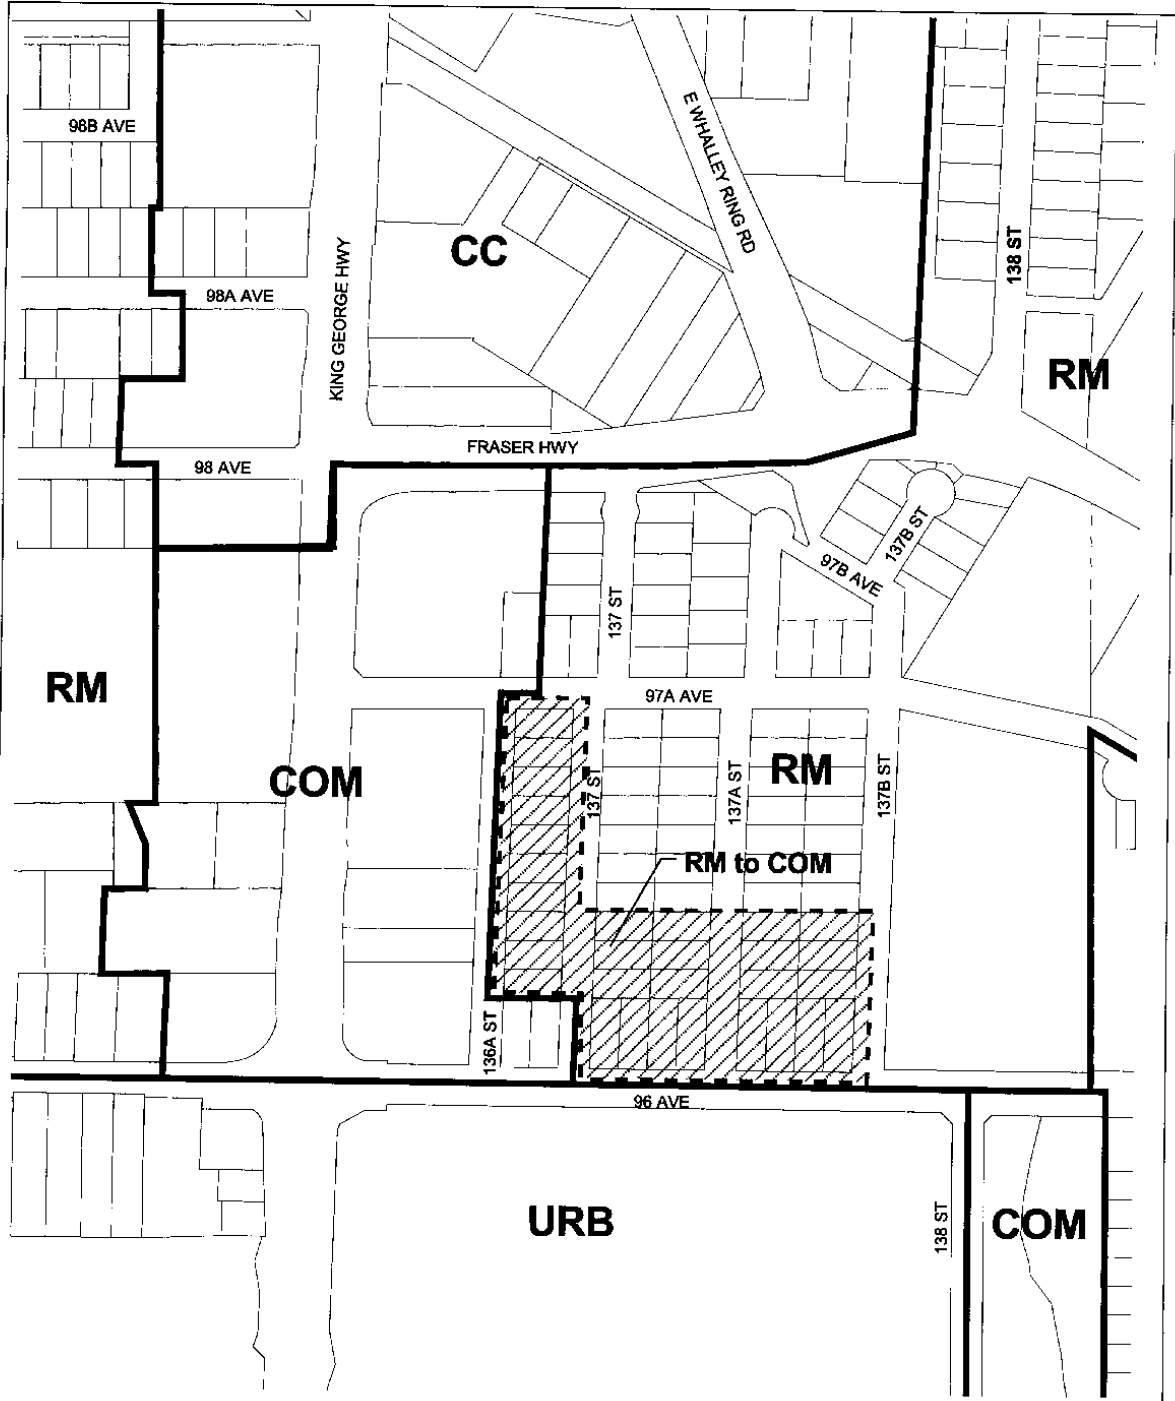 98B AVE
E WHALLEY RING RD
CC
138 ST
KING GEORGE HWY
98A AVE
RM
FRASER HWY
98 AVE
137B ST
97B AVE
137 ST
RM
97A AVE
COM
137 ST
137A ST
RM
137B ST
RM to COM
136A ST
96 AVE
URB
138 ST
COM